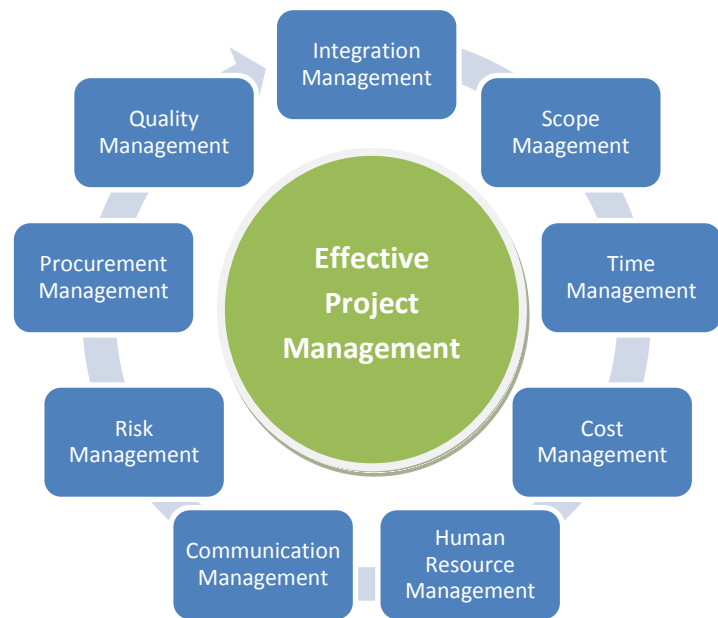 Integration
Management
Scope
Maagement
Time
Management
Cost
Management
Human
Resource
Management
Communication
Management
Risk
Management
Procurement
Management
Quality
Management
Effective
Project
Management